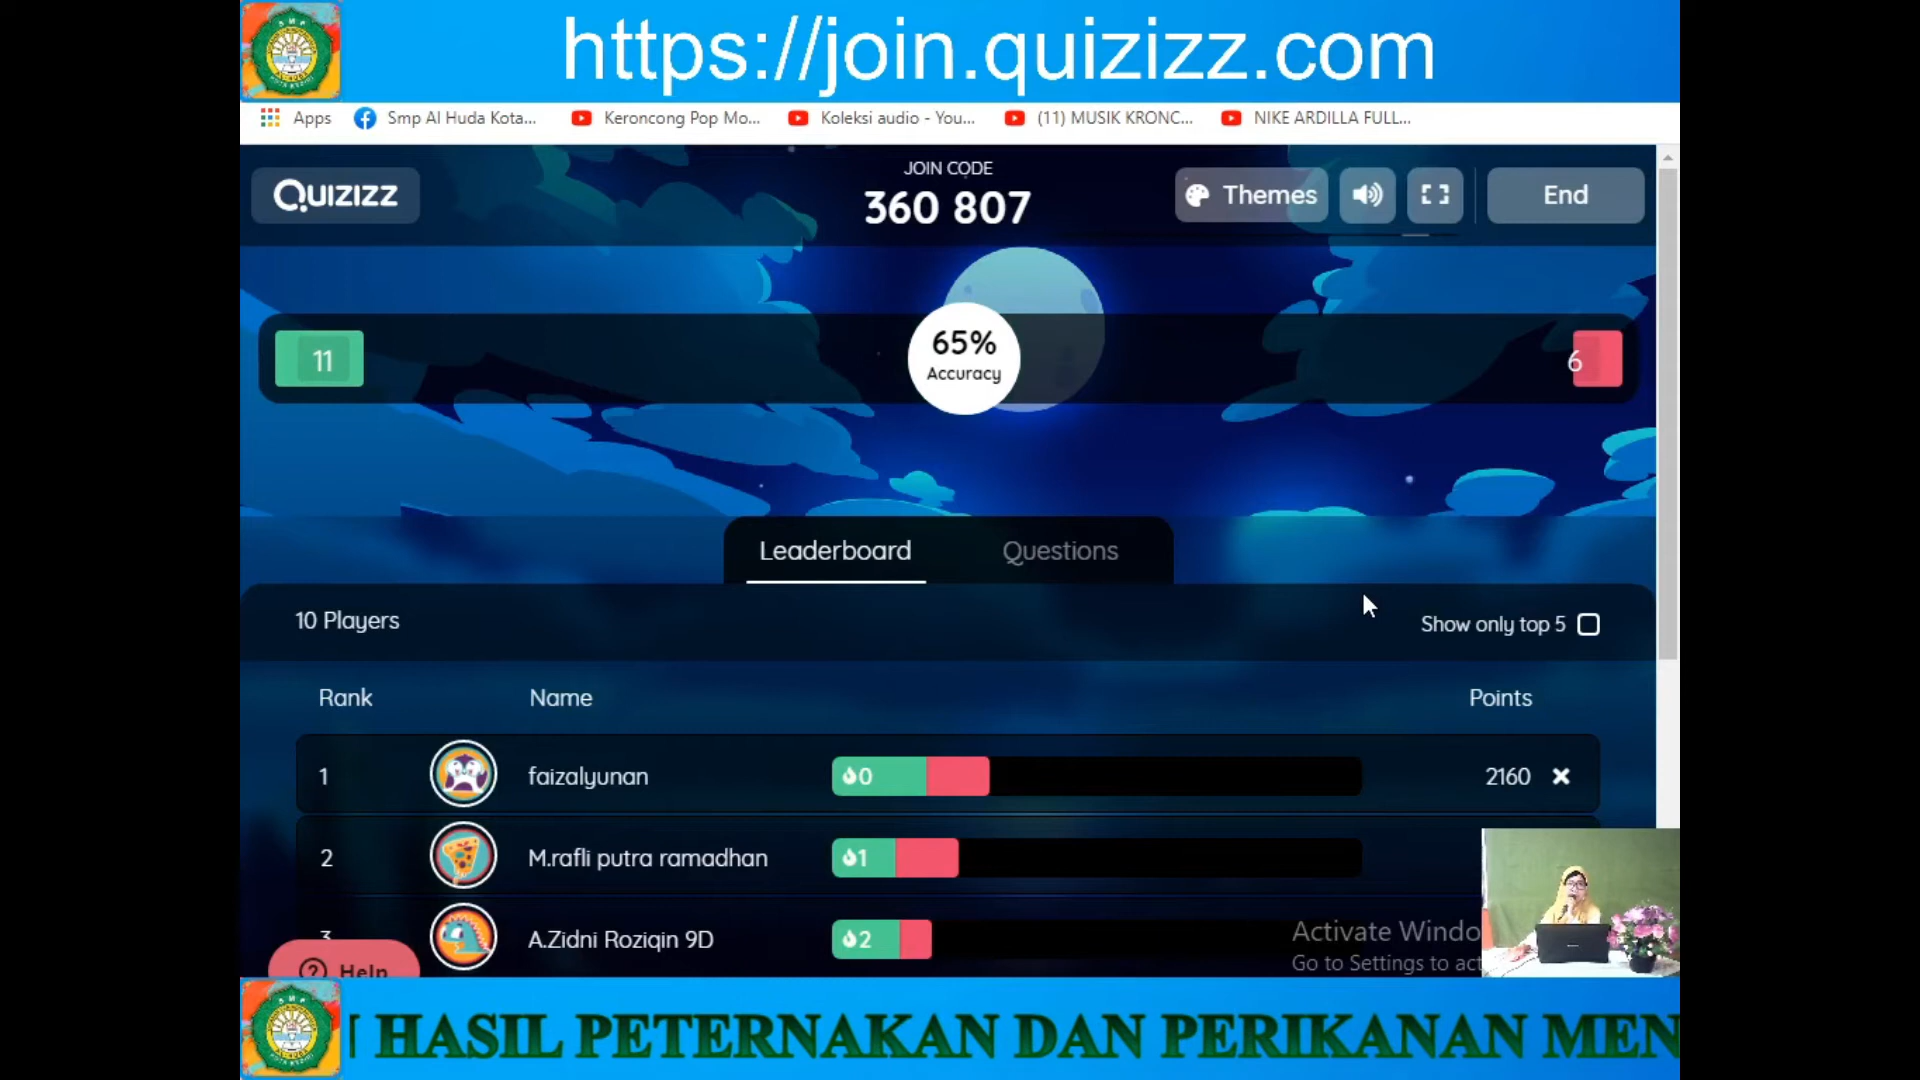 https://join.quizizz.com
Apps
Smp Al Huda Kota...
Keroncong Pop Mo...
Koleksi audio - You...
(11) MUSIK KRONC...
NIKE ARDILLA FULL...
QUIZIZZ
JOIN CODE
360 807
Themes
End
11
65%
Accuracy
6
Leaderboard
Questions
10 Players
Show only top 5
Rank
Name
Points
1
faizalyunan
0
2160
2
M.rafli putra ramadhan
1
3
A.Zidni Roziqin 9D
2
Activate Windo
Go to Settings to act
Help
HASIL PETERNAKAN DAN PERIKANAN MEN